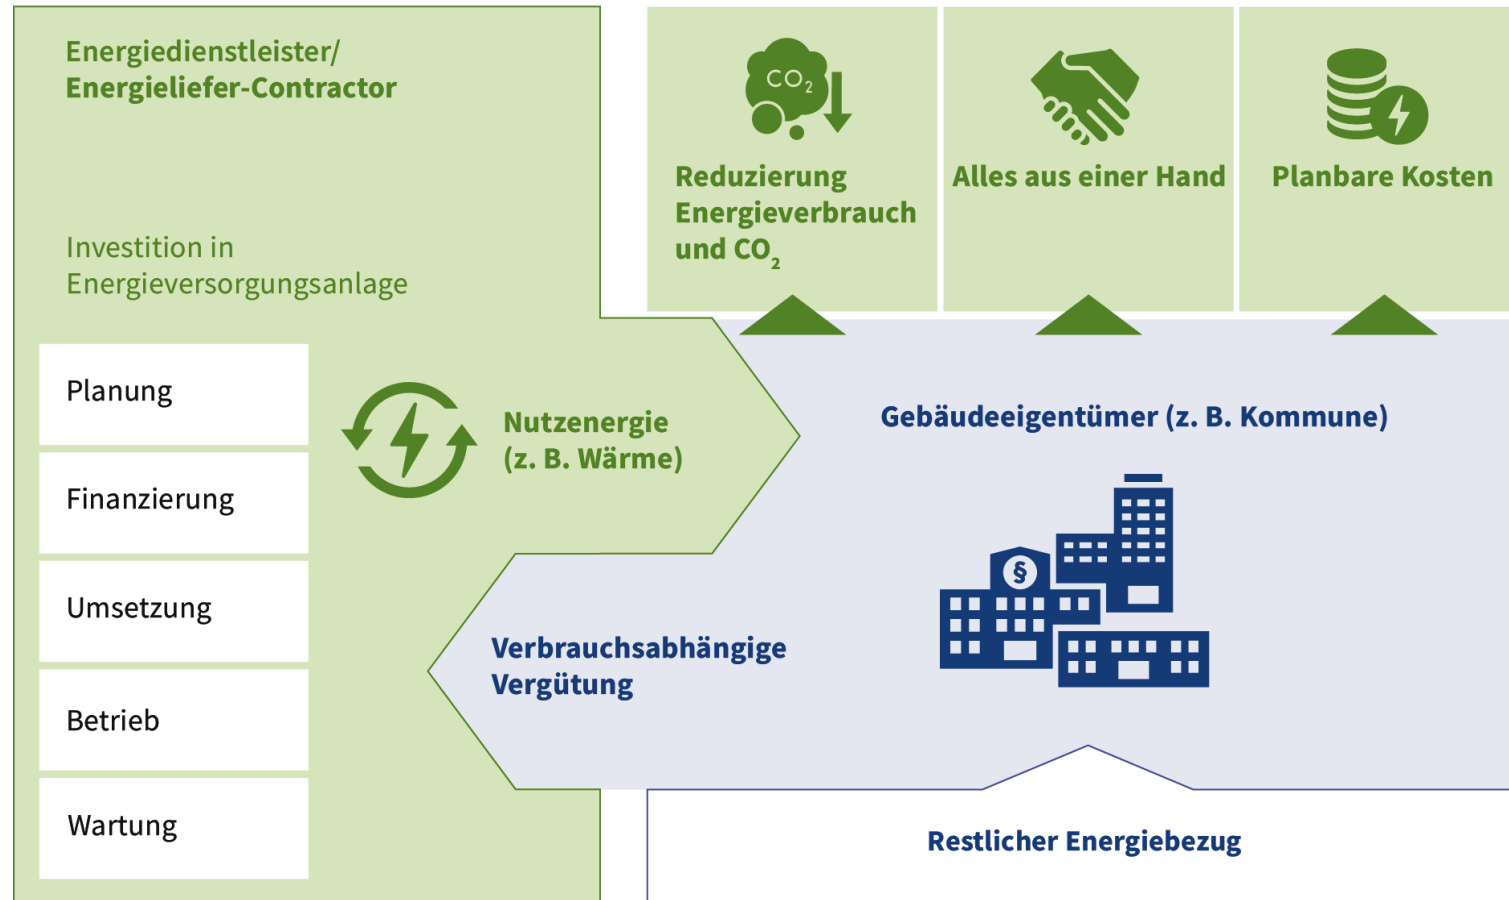 Energiedienstleister/
Energieliefer-Contractor
Investition in
Energieversorgungsanlage
Planung
Finanzierung
Umsetzung
Betrieb
Wartung
Nutzenergie
(z. B. Wärme)
Verbrauchsabhängige
Vergütung
CO₂
Reduzierung
Energieverbrauch
und CO₂
Alles aus einer Hand
Planbare Kosten
Gebäudeeigentümer (z. B. Kommune)
§
Restlicher Energiebezug